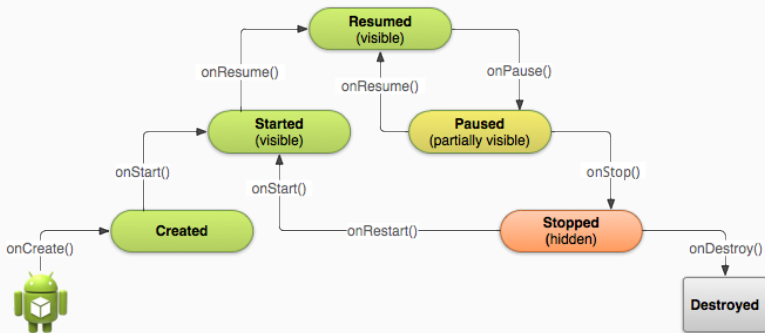 Resumed
(visible)
onResume()
onResume()
onPause()
Started
(visible)
Paused
(partially visible)
onStart()
onStart()
onStop()
Created
onRestart()
Stopped
(hidden)
onCreate()
onDestroy()
Destroyed